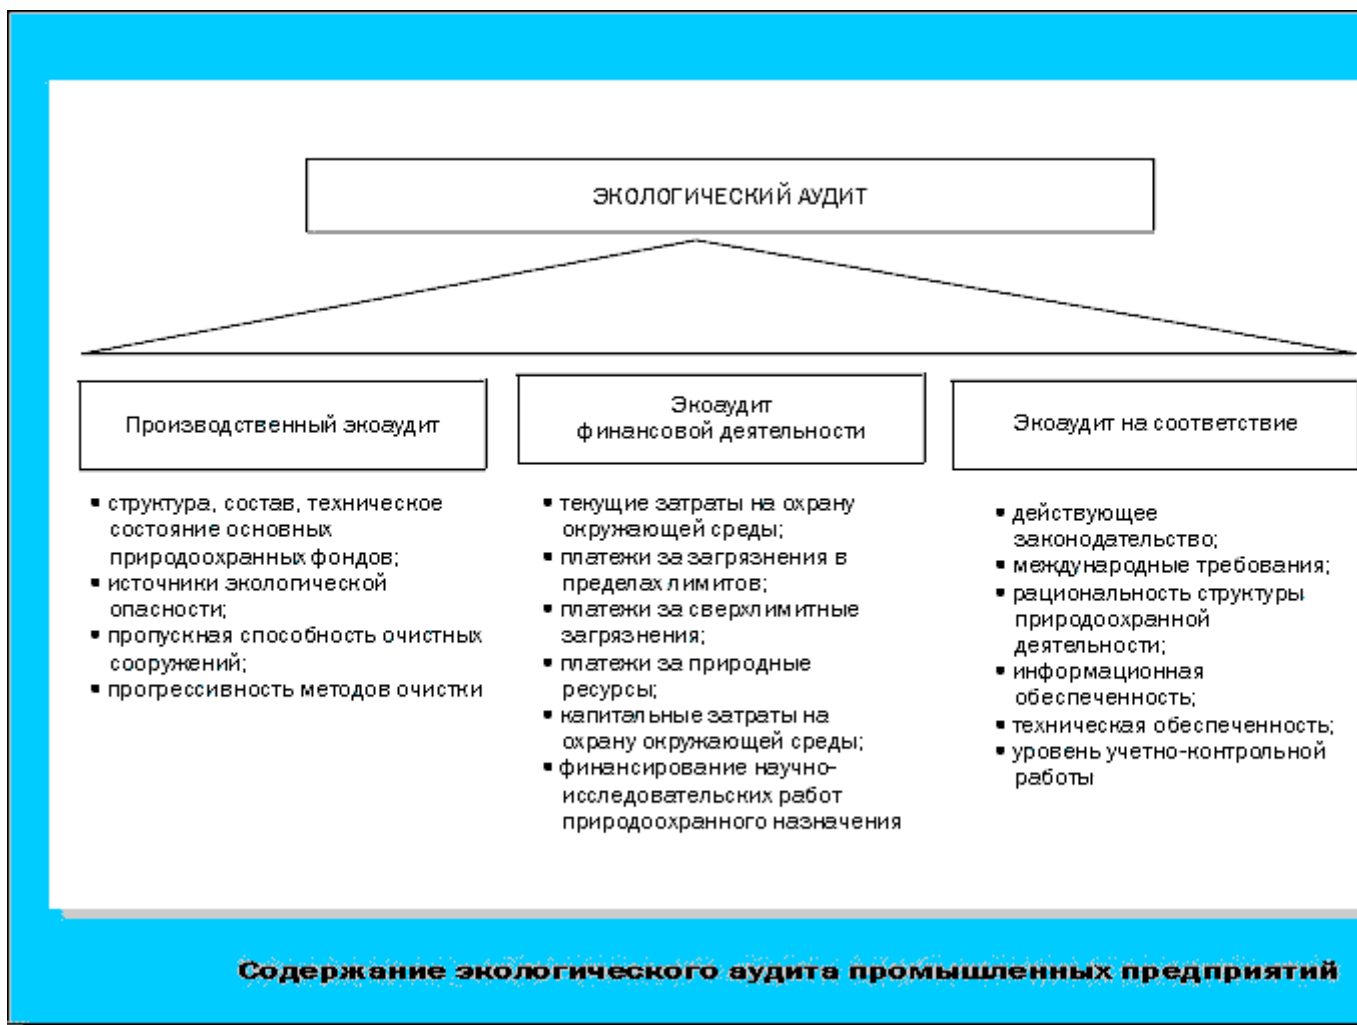 ЭКОЛОГИЧЕСКИЙ АУДИТ
Производственный экоаудит
▪ структура, состав, техническое
состояние основных
природоохранных фондов;
▪ источники экологической
опасности;
▪ пропускная способность очистных
сооружений;
▪ прогрессивность методов очистки
Экоаудит
финансовой деятельности
▪ текущие затраты на охрану
окружающей среды;
▪ платежи за загрязнения в
пределах лимитов;
▪ платежи за сверхлимитные
загрязнения;
▪ платежи за природные
ресурсы;
▪ капитальные затраты на
охрану окружающей среды;
▪ финансирование научно-
исследовательских работ
природоохранного назначения
Экоаудит на соответствие
▪ действующее
законодательство;
▪ международные требования;
▪ рациональность структуры
природоохранной
деятельности;
▪ информационная
обеспеченность;
▪ техническая обеспеченность;
▪ уровень учетно-контрольной
работы
Содержание экологического аудита промышленных предприятий